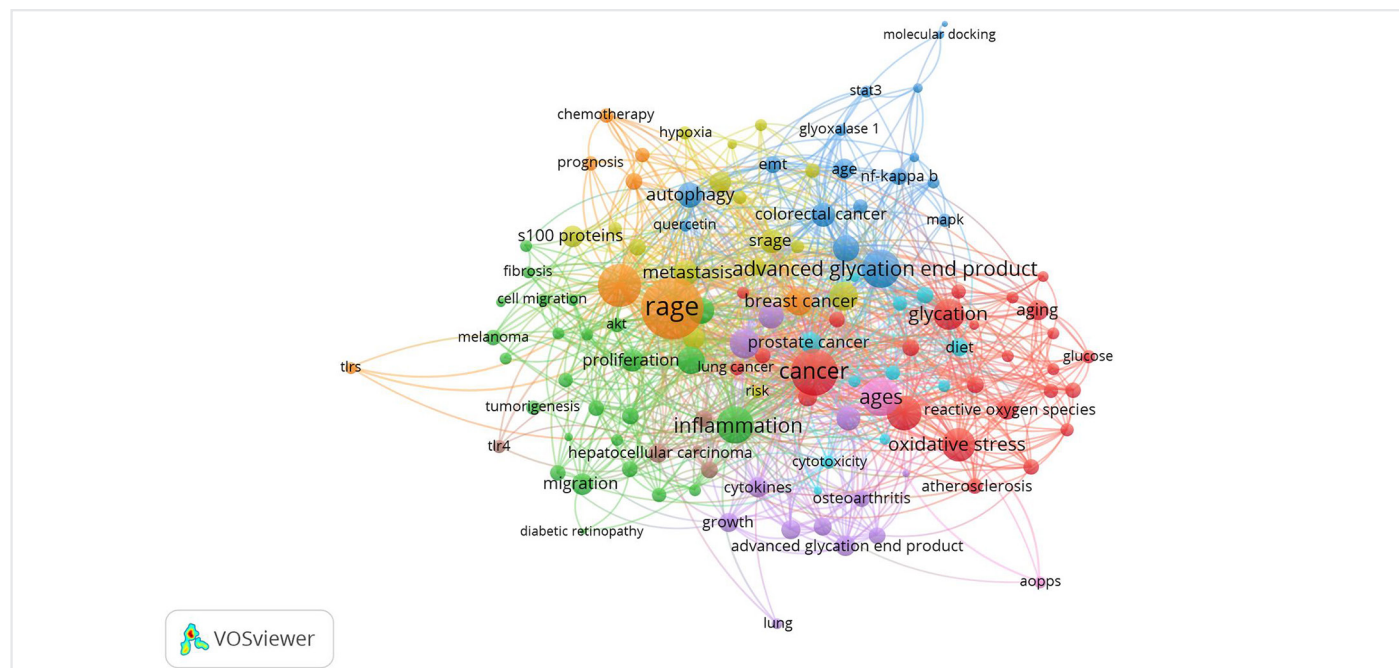 molecular docking
stat3
chemotherapy
glyoxalase 1
hypoxia
prognosis
emt
age
nf-kappa b
autophagy
colorectal cancer
quercetin
mapk
s100 proteins
srage
fibrosis
metastasis
advanced glycation end product
cell migration
rage
breast cancer
glycation
aging
akt
melanoma
prostate cancer
diet
glucose
tlrs
proliferation
lung cancer
cancer
risk
ages
tumorigenesis
reactive oxygen species
inflammation
tlr4
hepatocellular carcinoma
oxidative stress
cytotoxicity
migration
cytokines
osteoarthritis
atherosclerosis
growth
diabetic retinopathy
advanced glycation end product
aopps
lung
VOSviewer